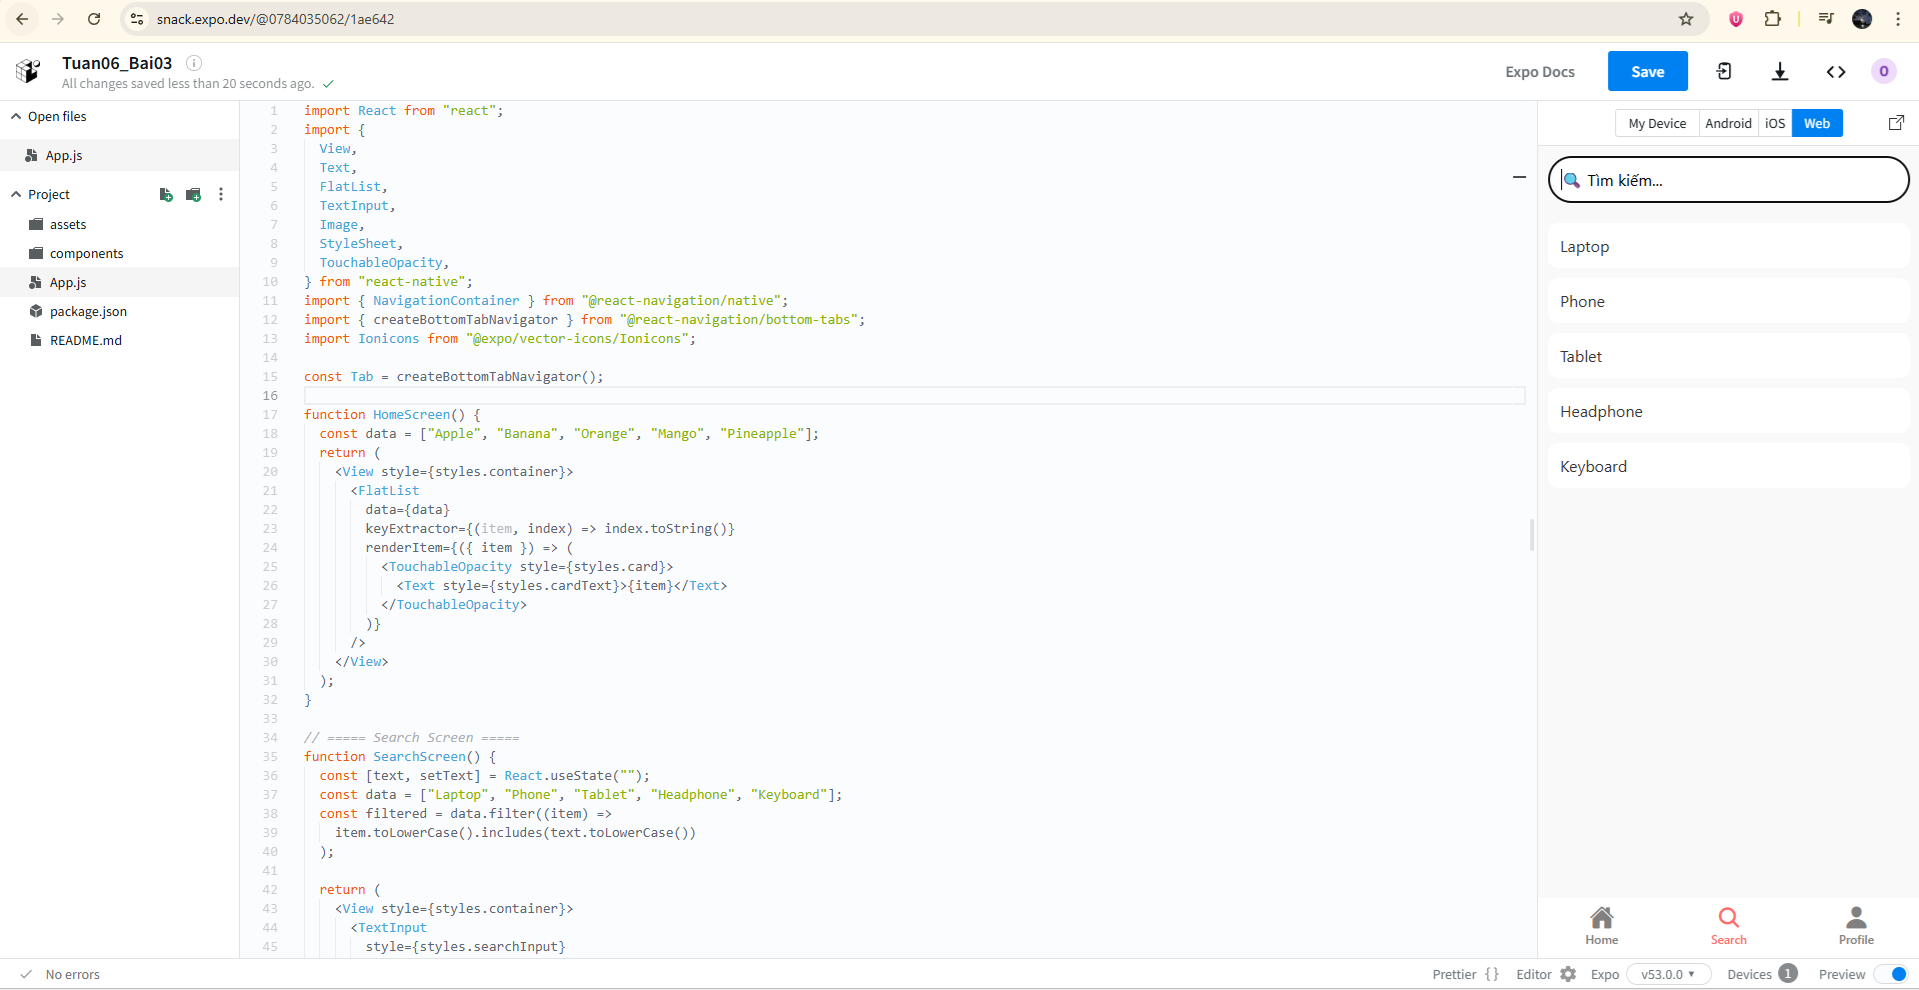 snack.expo.dev/@0784035062/1ae642
Tuan06_Bai03
All changes saved less than 20 seconds ago.
Expo Docs
Save
O
Open files
App.js
Project
assets
components
App.js
package.json
README.md
1 import React from "react";
2 import {
3 View,
4 Text,
5 FlatList,
6 TextInput,
7 Image,
8 StyleSheet,
9 TouchableOpacity,
10 } from "react-native";
11 import { NavigationContainer } from "@react-navigation/native";
12 import { createBottomTabNavigator } from "@react-navigation/bottom-tabs";
13 import Ionicons from "@expo/vector-icons/Ionicons";
14
15 const Tab = createBottomTabNavigator();
16
17 function HomeScreen() {
18 const data = ["Apple", "Banana", "Orange", "Mango", "Pineapple"];
19 return (
20 <View style={styles.container}>
21 <FlatList
22 data={data}
23 keyExtractor={(item, index) => index.toString()}
24 renderItem={({ item }) => (
25 <TouchableOpacity style={styles.card}>
26 <Text style={styles.cardText}>{item}</Text>
27 </TouchableOpacity>
28 )}
29 />
30 </View>
31 );
32 }
33
34 // ===== Search Screen =====
35 function SearchScreen() {
36 const [text, setText] = React.useState("");
37 const data = ["Laptop", "Phone", "Tablet", "Headphone", "Keyboard"];
38 const filtered = data.filter((item) =>
39 item.toLowerCase().includes(text.toLowerCase())
40 );
41
42 return (
43 <View style={styles.container}>
44 <TextInput
45 style={styles.searchInput}
My Device
Android
iOS
Web
🔍 Tìm kiếm...
Laptop
Phone
Tablet
Headphone
Keyboard
Home
Search
Profile
No errors
Prettier {}
Editor
Expo
v53.0.0
Devices 1
Preview